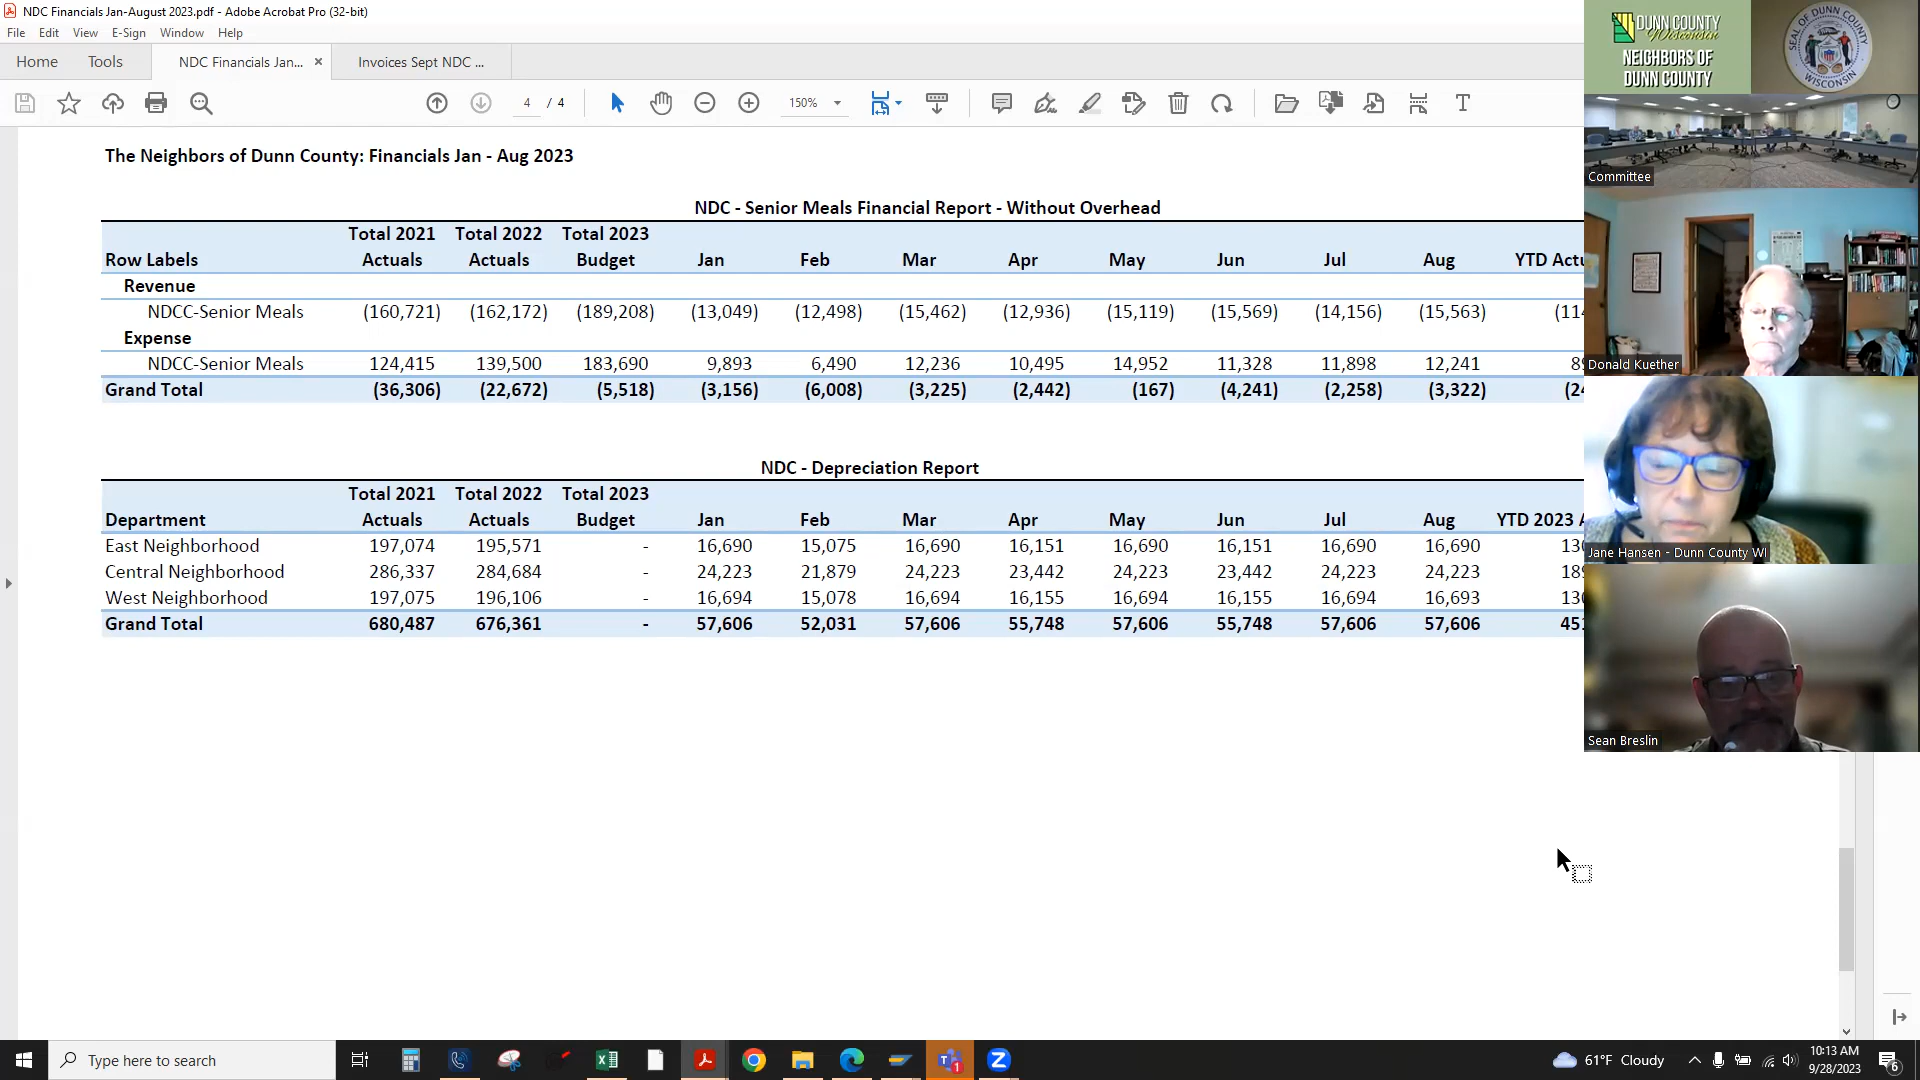 NDC Financials Jan-August 2023.pdf - Adobe Acrobat Pro (32-bit)
File Edit View E-Sign Window Help
Home Tools NDC Financials Jan... × Invoices Sept NDC ...
4 / 4 150%
The Neighbors of Dunn County: Financials Jan - Aug 2023
NDC - Senior Meals Financial Report - Without Overhead
Total 2021 Total 2022 Total 2023
Row Labels Actuals Actuals Budget Jan Feb Mar Apr May Jun Jul Aug YTD
Revenue
NDCC-Senior Meals (160,721) (162,172) (189,208) (13,049) (12,498) (15,462) (12,936) (15,119) (15,569) (14,156) (15,563)
Expense
NDCC-Senior Meals 124,415 139,500 183,690 9,893 6,490 12,236 10,495 14,952 11,328 11,898 12,241
Grand Total (36,306) (22,672) (5,518) (3,156) (6,008) (3,225) (2,442) (167) (4,241) (2,258) (3,322)
NDC - Depreciation Report
Total 2021 Total 2022 Total 2023
Department Actuals Actuals Budget Jan Feb Mar Apr May Jun Jul Aug YTD 2023
East Neighborhood 197,074 195,571 - 16,690 15,075 16,690 16,151 16,690 16,151 16,690 16,690
Central Neighborhood 286,337 284,684 - 24,223 21,879 24,223 23,442 24,223 23,442 24,223 24,223
West Neighborhood 197,075 196,106 - 16,694 15,078 16,694 16,155 16,694 16,155 16,694 16,693
Grand Total 680,487 676,361 - 57,606 52,031 57,606 55,748 57,606 55,748 57,606 57,606
DUNN COUNTY
Wisconsin
NEIGHBORS OF
DUNN COUNTY
SEAL OF DUNN COUNTY
WISCONSIN
Committee
Donald Kuether
Jane Hansen - Dunn County WI
Sean Breslin
Type here to search
61°F Cloudy
10:13 AM
9/28/2023
6